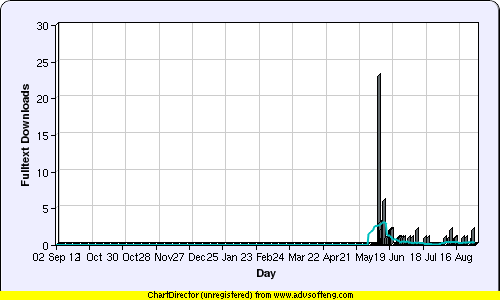 30
25
20
15
10
5
0
Fulltext Downloads
02 Sep 13 Oct 30 Oct28 Nov27 Dec25 Jan 23 Feb24 Mar 22 Apr21 May19 Jun 18 Jul 16 Aug
Day
ChartDirector (unregistered) from www.advsofteng.com